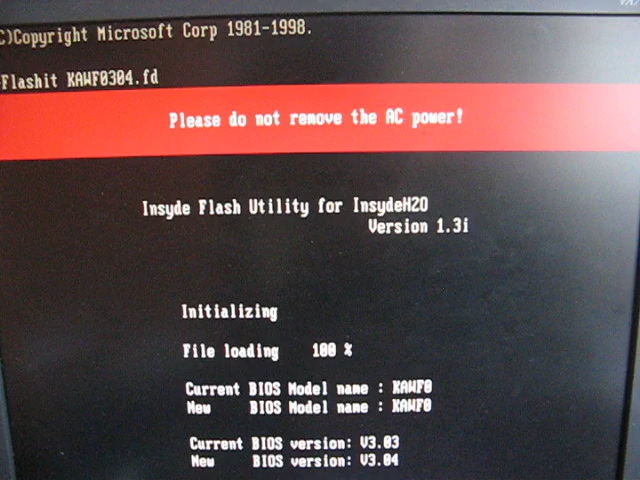 C)Copyright Microsoft Corp 1981-1998.
Flashit KAWF0304.fd
Please do not remove the AC power!
Insyde Flash Utility for InsydeH2O
Version 1.3i
Initializing
File loading 100 %
Current BIOS Model name : KAWF0
New BIOS Model name : KAWF0
Current BIOS version: V3.03
New BIOS version: V3.04